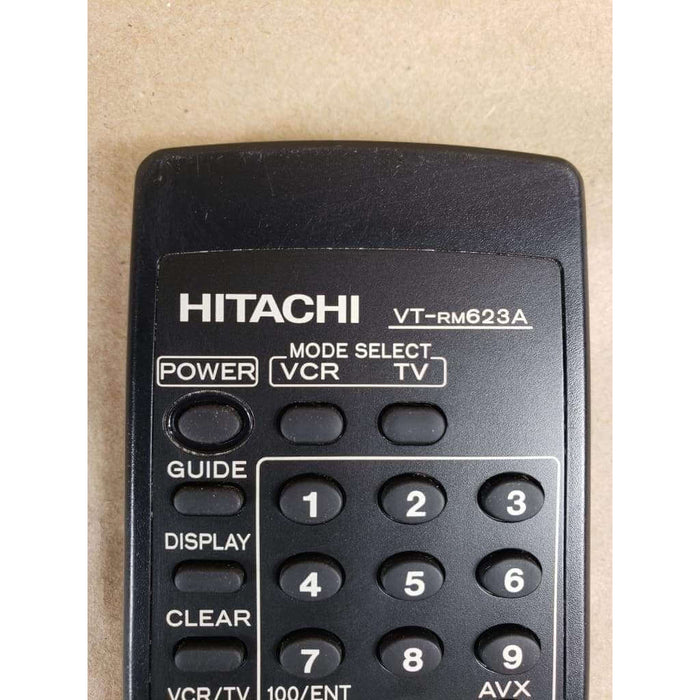 HITACHI VT-RM623A
MODE SELECT
POWER VCR TV
GUIDE
1 2 3
DISPLAY
4 5 6
CLEAR
7 8 9
VCR/TV 100/ENT AVX